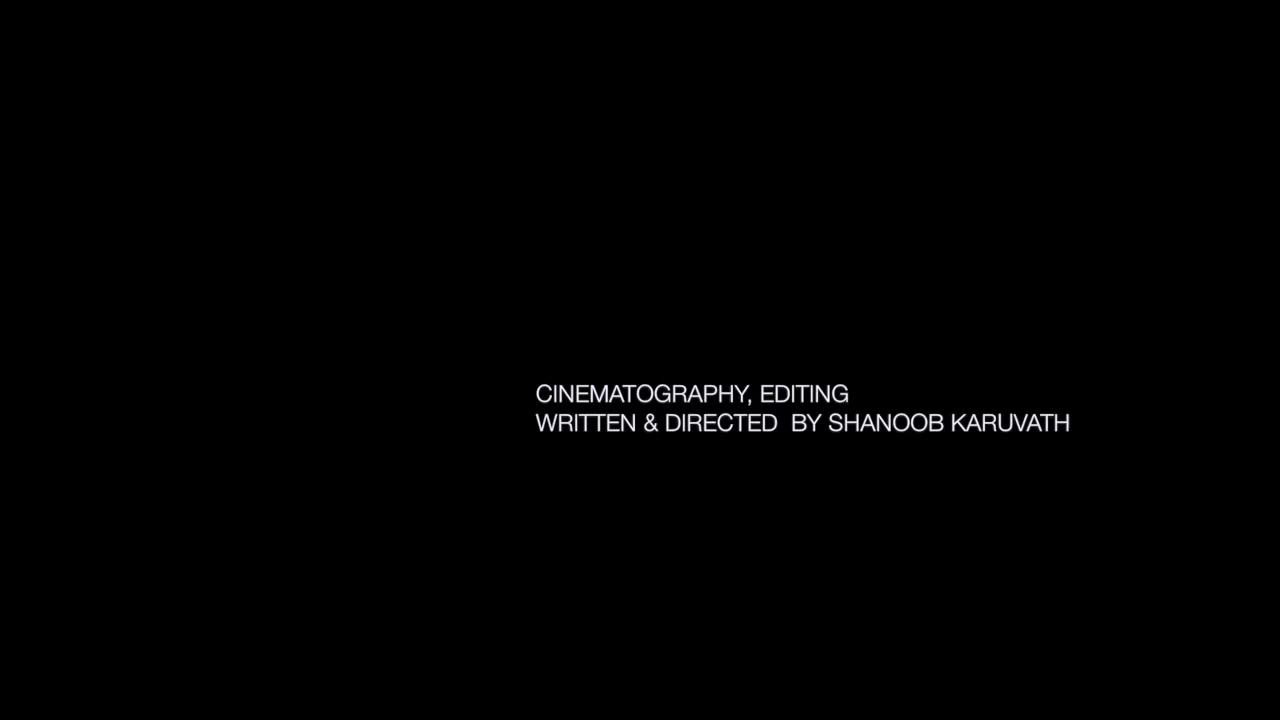 CINEMATOGRAPHY, EDITING
WRITTEN & DIRECTED  BY SHANOOB KARUVATH